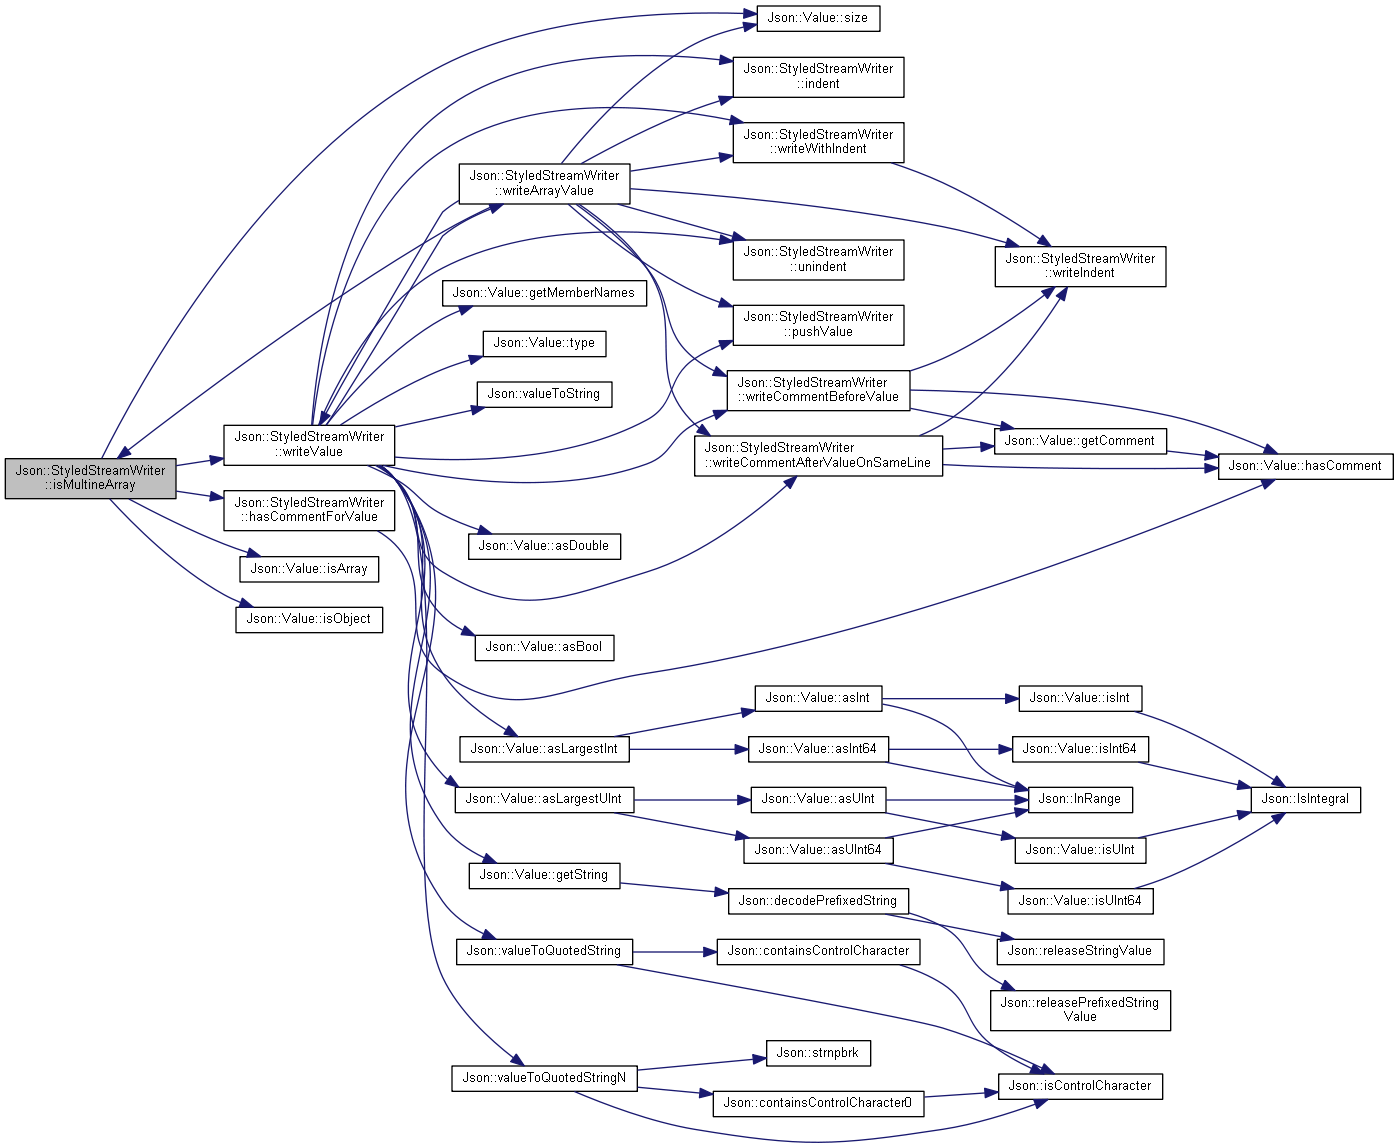 Json::StyledStreamWriter
::isMultineArray
Json::StyledStreamWriter
::writeValue
Json::StyledStreamWriter
::hasCommentForValue
Json::Value::isArray
Json::Value::isObject
Json::StyledStreamWriter
::writeArrayValue
Json::Value::getMemberNames
Json::Value::type
Json::valueToString
Json::Value::asDouble
Json::Value::asBool
Json::Value::asLargestInt
Json::Value::asLargestUInt
Json::Value::getString
Json::valueToQuotedString
Json::valueToQuotedStringN
Json::Value::size
Json::StyledStreamWriter
::indent
Json::StyledStreamWriter
::writeWithIndent
Json::StyledStreamWriter
::unindent
Json::StyledStreamWriter
::pushValue
Json::StyledStreamWriter
::writeCommentBeforeValue
Json::StyledStreamWriter
::writeCommentAfterValueOnSameLine
Json::Value::asInt
Json::Value::asInt64
Json::Value::asUInt
Json::Value::asUInt64
Json::decodePrefixedString
Json::containsControlCharacter
Json::strnpbrk
Json::containsControlCharacter0
Json::StyledStreamWriter
::writeIndent
Json::Value::getComment
Json::Value::isInt
Json::Value::isInt64
Json::InRange
Json::Value::isUInt
Json::Value::isUInt64
Json::releaseStringValue
Json::releasePrefixedString
Value
Json::isControlCharacter
Json::Value::hasComment
Json::IsIntegral